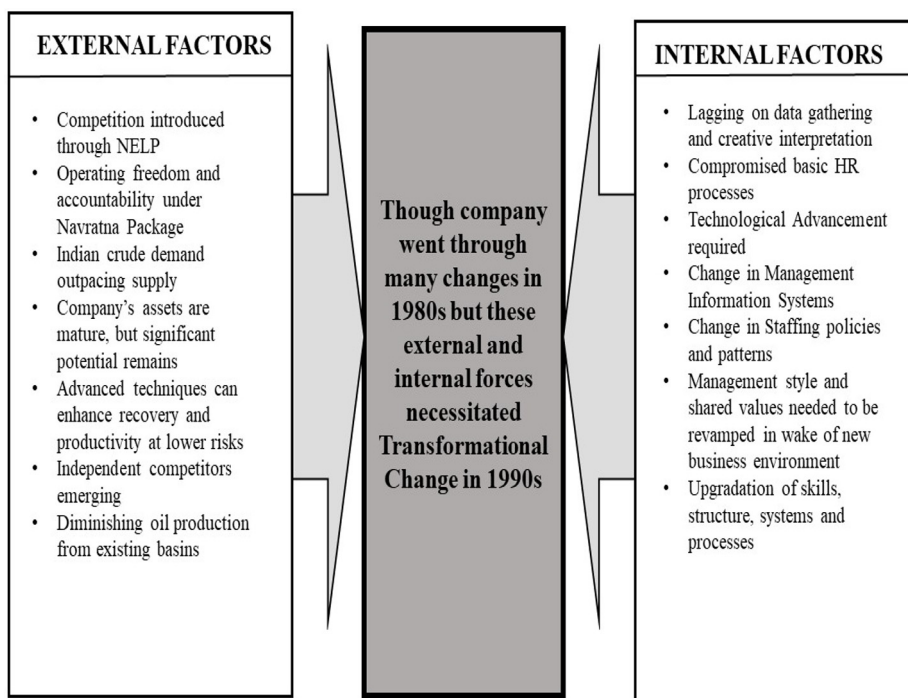 EXTERNAL FACTORS
• Competition introduced
through NELP
• Operating freedom and
accountability under
Navratna Package
• Indian crude demand
outpacing supply
• Company's assets are
mature, but significant
potential remains
• Advanced techniques can
enhance recovery and
productivity at lower risks
• Independent competitors
emerging
• Diminishing oil production
from existing basins
Though company
went through
many changes in
1980s but these
external and
internal forces
necessitated
Transformational
Change in 1990s
INTERNAL FACTORS
• Lagging on data gathering
and creative interpretation
• Compromised basic HR
processes
• Technological Advancement
required
• Change in Management
Information Systems
• Change in Staffing policies
and patterns
• Management style and
shared values needed to be
revamped in wake of new
business environment
• Upgradation of skills,
structure, systems and
processes